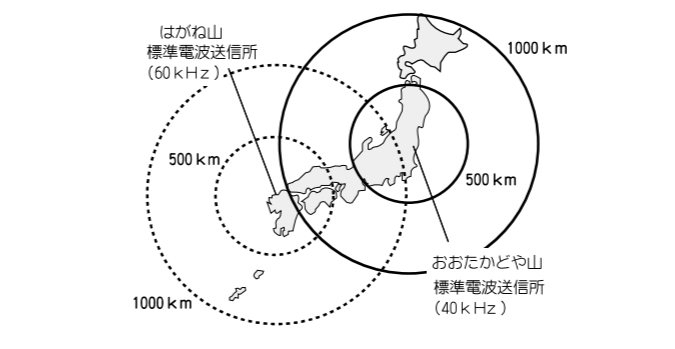 はがね山
標準電波送信所
（60ｋHz）
1000ｋm
500ｋm
500ｋm
おおたかどや山
標準電波送信所
（40ｋHz）
1000ｋm